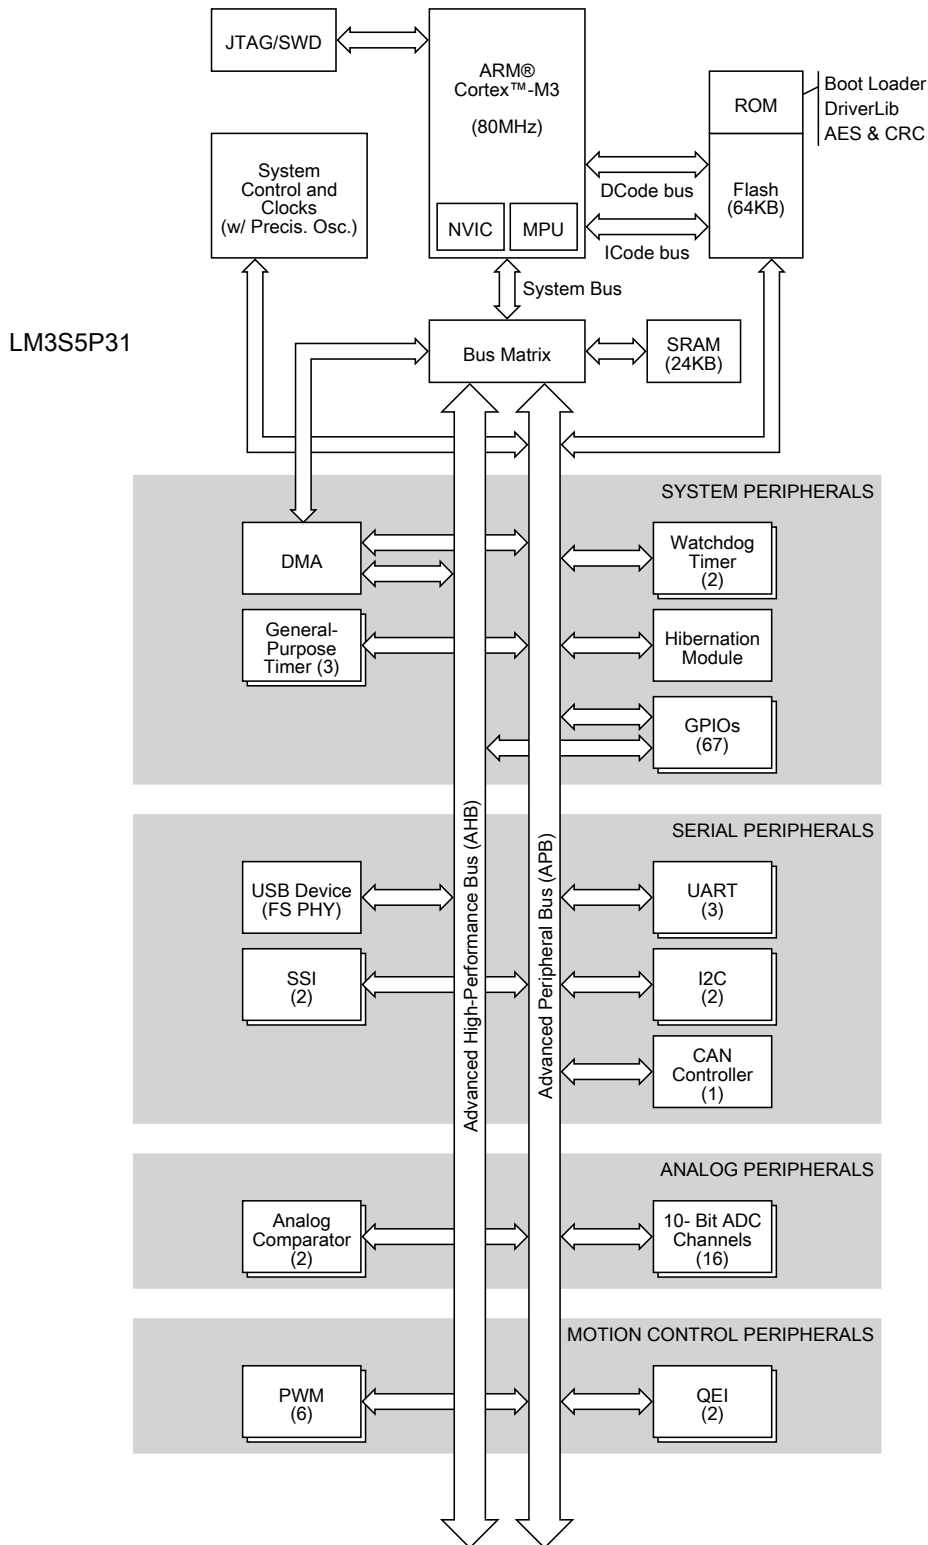 JTAG/SWD
ARM®
Cortex™-M3
(80MHz)
NVIC
MPU
ROM
Boot Loader
DriverLib
AES & CRC
Flash
(64KB)
DCode bus
ICode bus
System
Control and
Clocks
(w/ Precis. Osc.)
System Bus
LM3S5P31
Bus Matrix
SRAM
(24KB)
SYSTEM PERIPHERALS
DMA
Watchdog
Timer
(2)
General-
Purpose
Timer (3)
Hibernation
Module
GPIOs
(67)
Advanced High-Performance Bus (AHB)
Advanced Peripheral Bus (APB)
SERIAL PERIPHERALS
USB Device
(FS PHY)
UART
(3)
SSI
(2)
I2C
(2)
CAN
Controller
(1)
ANALOG PERIPHERALS
Analog
Comparator
(2)
10- Bit ADC
Channels
(16)
MOTION CONTROL PERIPHERALS
PWM
(6)
QEI
(2)